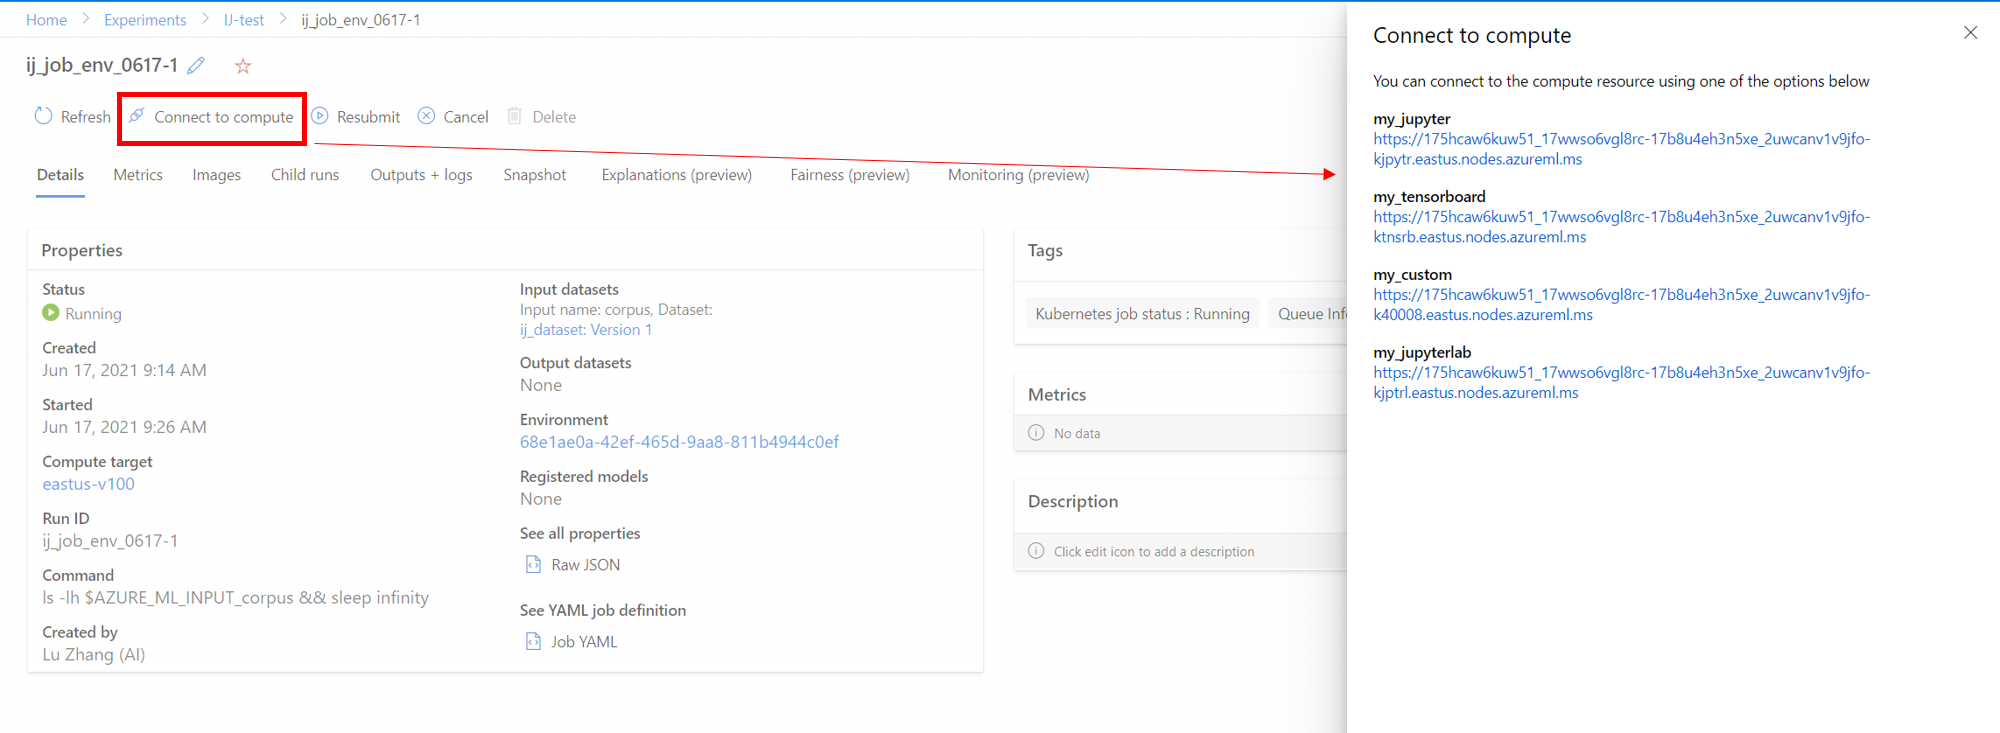 Home > Experiments > IJ-test > ij_job_env_0617-1
ij_job_env_0617-1
Refresh Connect to compute Resubmit Cancel Delete
Details Metrics Images Child runs Outputs + logs Snapshot Explanations (preview) Fairness (preview) Monitoring (preview)
Properties
Status
Running
Created
Jun 17, 2021 9:14 AM
Started
Jun 17, 2021 9:26 AM
Compute target
eastus-v100
Run ID
ij_job_env_0617-1
Command
ls -lh $AZURE_ML_INPUT_corpus && sleep infinity
Created by
Lu Zhang (AI)
Input datasets
Input name: corpus, Dataset:
ij_dataset: Version 1
Output datasets
None
Environment
68e1ae0a-42ef-465d-9aa8-811b4944c0ef
Registered models
None
See all properties
Raw JSON
See YAML job definition
Job YAML
Tags
Kubernetes job status : Running
Queue Inf
Metrics
No data
Description
Click edit icon to add a description
Connect to compute
You can connect to the compute resource using one of the options below
my_jupyter
https://175hcaw6kuw51_17wwso6vgl8rc-17b8u4eh3n5xe_2uwcanv1v9jfo-
kjpytr.eastus.nodes.azureml.ms
my_tensorboard
https://175hcaw6kuw51_17wwso6vgl8rc-17b8u4eh3n5xe_2uwcanv1v9jfo-
ktnsrb.eastus.nodes.azureml.ms
my_custom
https://175hcaw6kuw51_17wwso6vgl8rc-17b8u4eh3n5xe_2uwcanv1v9jfo-
k40008.eastus.nodes.azureml.ms
my_jupyterlab
https://175hcaw6kuw51_17wwso6vgl8rc-17b8u4eh3n5xe_2uwcanv1v9jfo-
kjptrl.eastus.nodes.azureml.ms